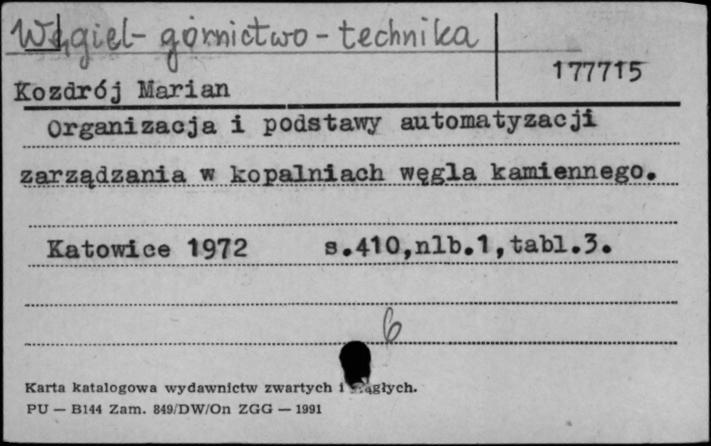 Węgiel - górnictwo - technika
177715
Kozdrój Marian
Organizacja i podstawy automatyzacji
zarządzania w kopalniach węgla kamiennego.
Katowice 1972 s.410,nlb.1,tabl.3.
6
Karta katalogowa wydawnictw zwartych i ciągłych.
PU — B144 Zam. 849/DW/On ZGG — 1991